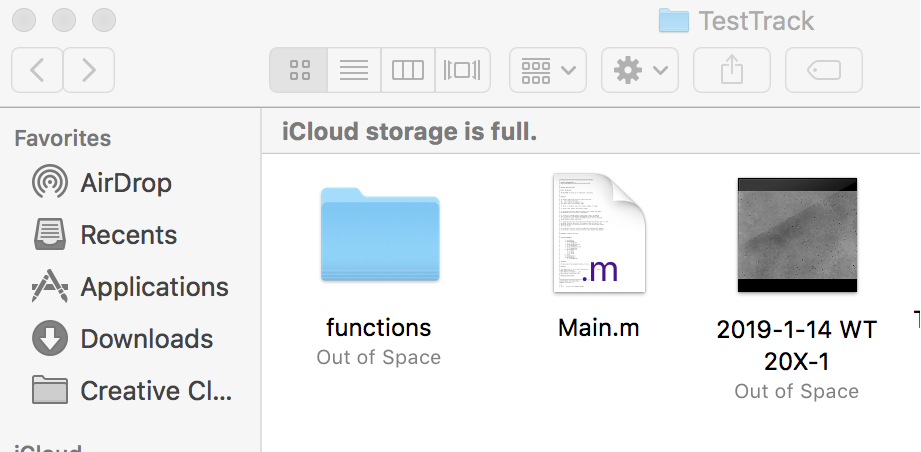 TestTrack
Favorites
AirDrop
Recents
Applications
Downloads
Creative Cl...
iCloud
iCloud storage is full.
functions
Out of Space
.m
Main.m
2019-1-14 WT
20X-1
Out of Space